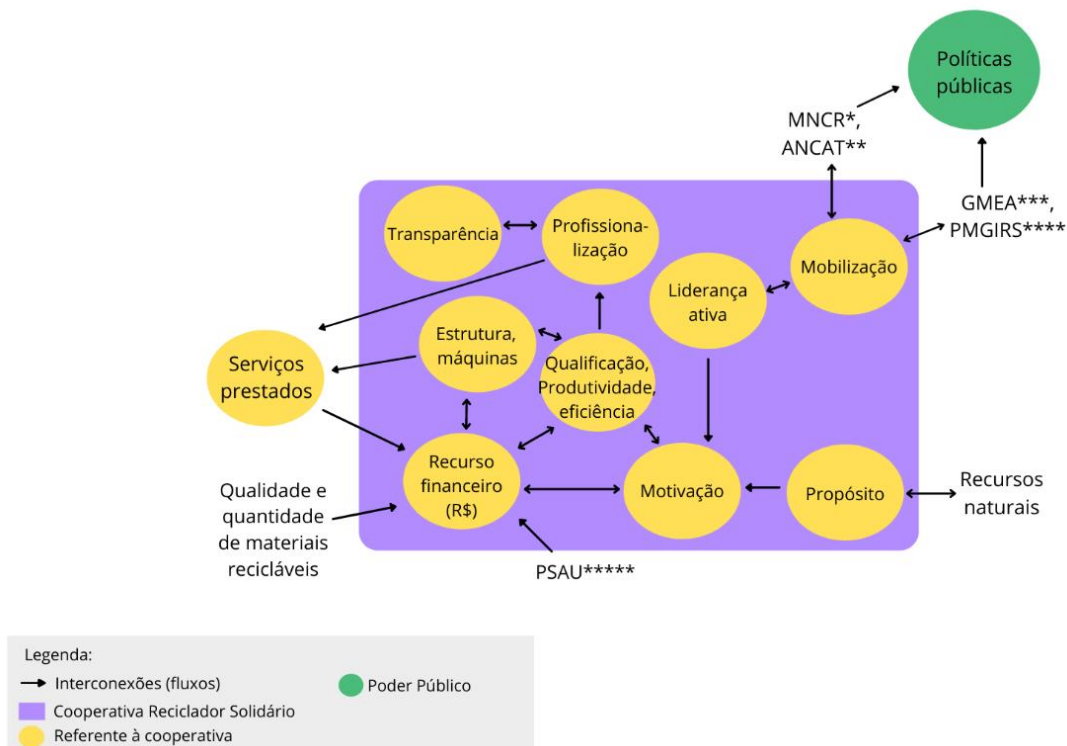 Políticas
públicas
MNCR*,
ANCAT**
GMEA***,
PMGIRS****
Transparência
Profissiona-
lização
Mobilização
Liderança
ativa
Estrutura,
máquinas
Qualificação,
Produtividade,
eficiência
Serviços
prestados
Recurso
financeiro
(R$)
Motivação
Propósito
Recursos
naturais
Qualidade e
quantidade
de materiais
recicláveis
PSAU*****
Legenda:
Interconexões (fluxos)
Poder Público
Cooperativa Reciclador Solidário
Referente à cooperativa